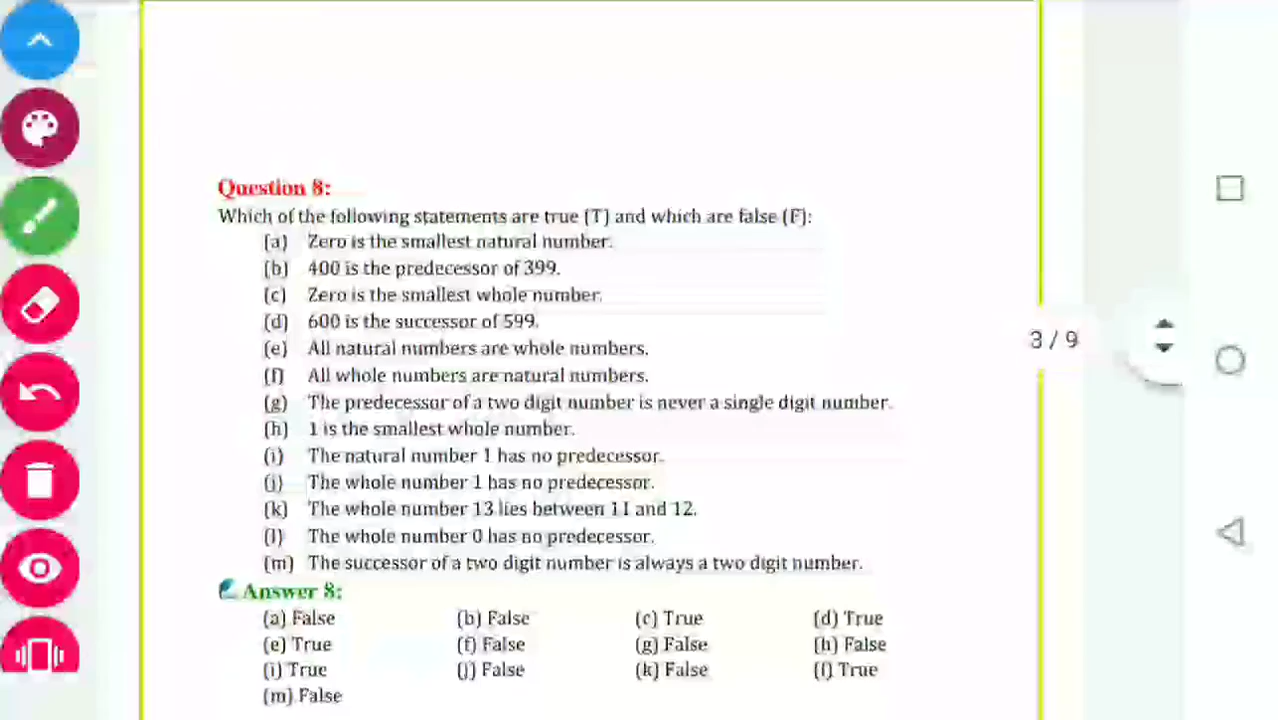 Question 8:
Which of the following statements are true (T) and which are false (F):
(a) Zero is the smallest natural number.
(b) 400 is the predecessor of 399.
(c) Zero is the smallest whole number.
(d) 600 is the successor of 599.
(e) All natural numbers are whole numbers.
(f) All whole numbers are natural numbers.
(g) The predecessor of a two digit number is never a single digit number.
(h) 1 is the smallest whole number.
(i) The natural number 1 has no predecessor.
(j) The whole number 1 has no predecessor.
(k) The whole number 13 lies between 11 and 12.
(l) The whole number 0 has no predecessor.
(m) The successor of a two digit number is always a two digit number.
Answer 8:
(a) False (b) False (c) True (d) True
(e) True (f) False (g) False (h) False
(i) True (j) False (k) False (l) True
(m) False
3 / 9